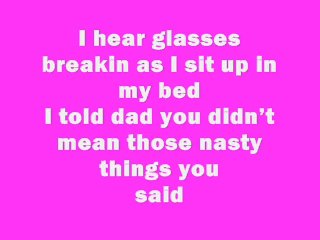 I hear glasses
breakin as I sit up in
my bed
I told dad you didn't
mean those nasty
things you
said